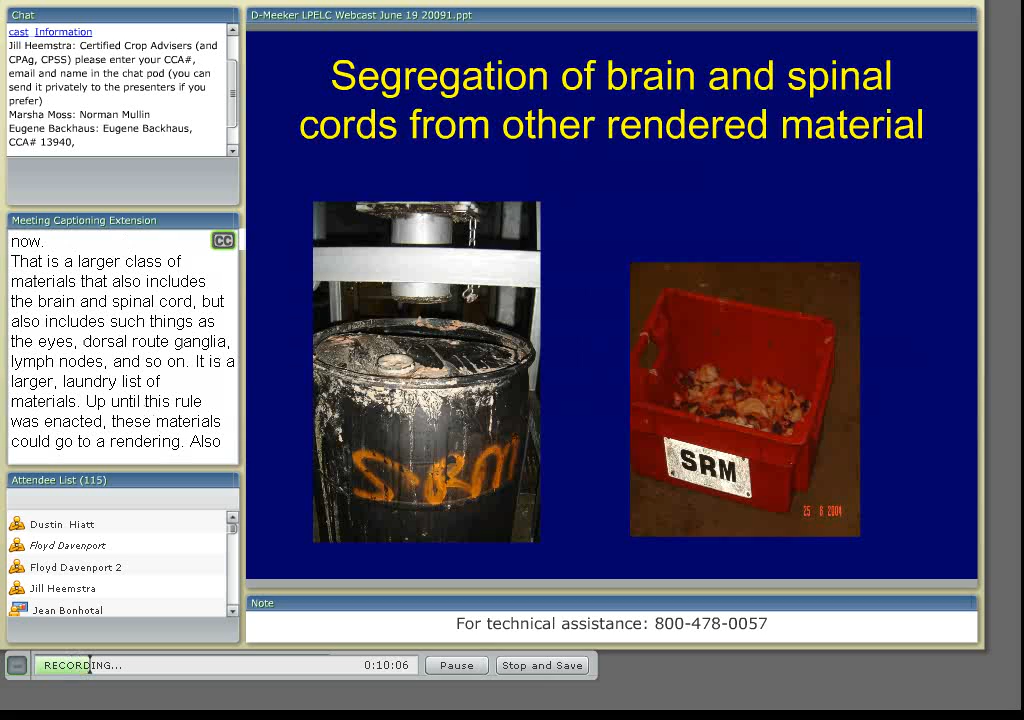 Chat
cast Information
Jill Heemstra: Certified Crop Advisers (and
CPAg, CPSS) please enter your CCA#,
email and name in the chat pod (you can
send it privately to the presenters if you
prefer)
Marsha Moss: Norman Mullin
Eugene Backhaus: Eugene Backhaus,
CCA# 13940,
Meeting Captioning Extension
CC
now.
That is a larger class of
materials that also includes
the brain and spinal cord, but
also includes such things as
the eyes, dorsal route ganglia,
lymph nodes, and so on. It is a
larger, laundry list of
materials. Up until this rule
was enacted, these materials
could go to a rendering. Also
Attendee List (115)
Dustin Hiatt
Floyd Davenport
Floyd Davenport 2
Jill Heemstra
Jean Bonhotal
D-Meeker LPELC Webcast June 19 20091.ppt
Segregation of brain and spinal
cords from other rendered material
SRM
SRM
25 6 2004
Note
For technical assistance: 800-478-0057
RECORDING... 0:10:06 Pause Stop and Save